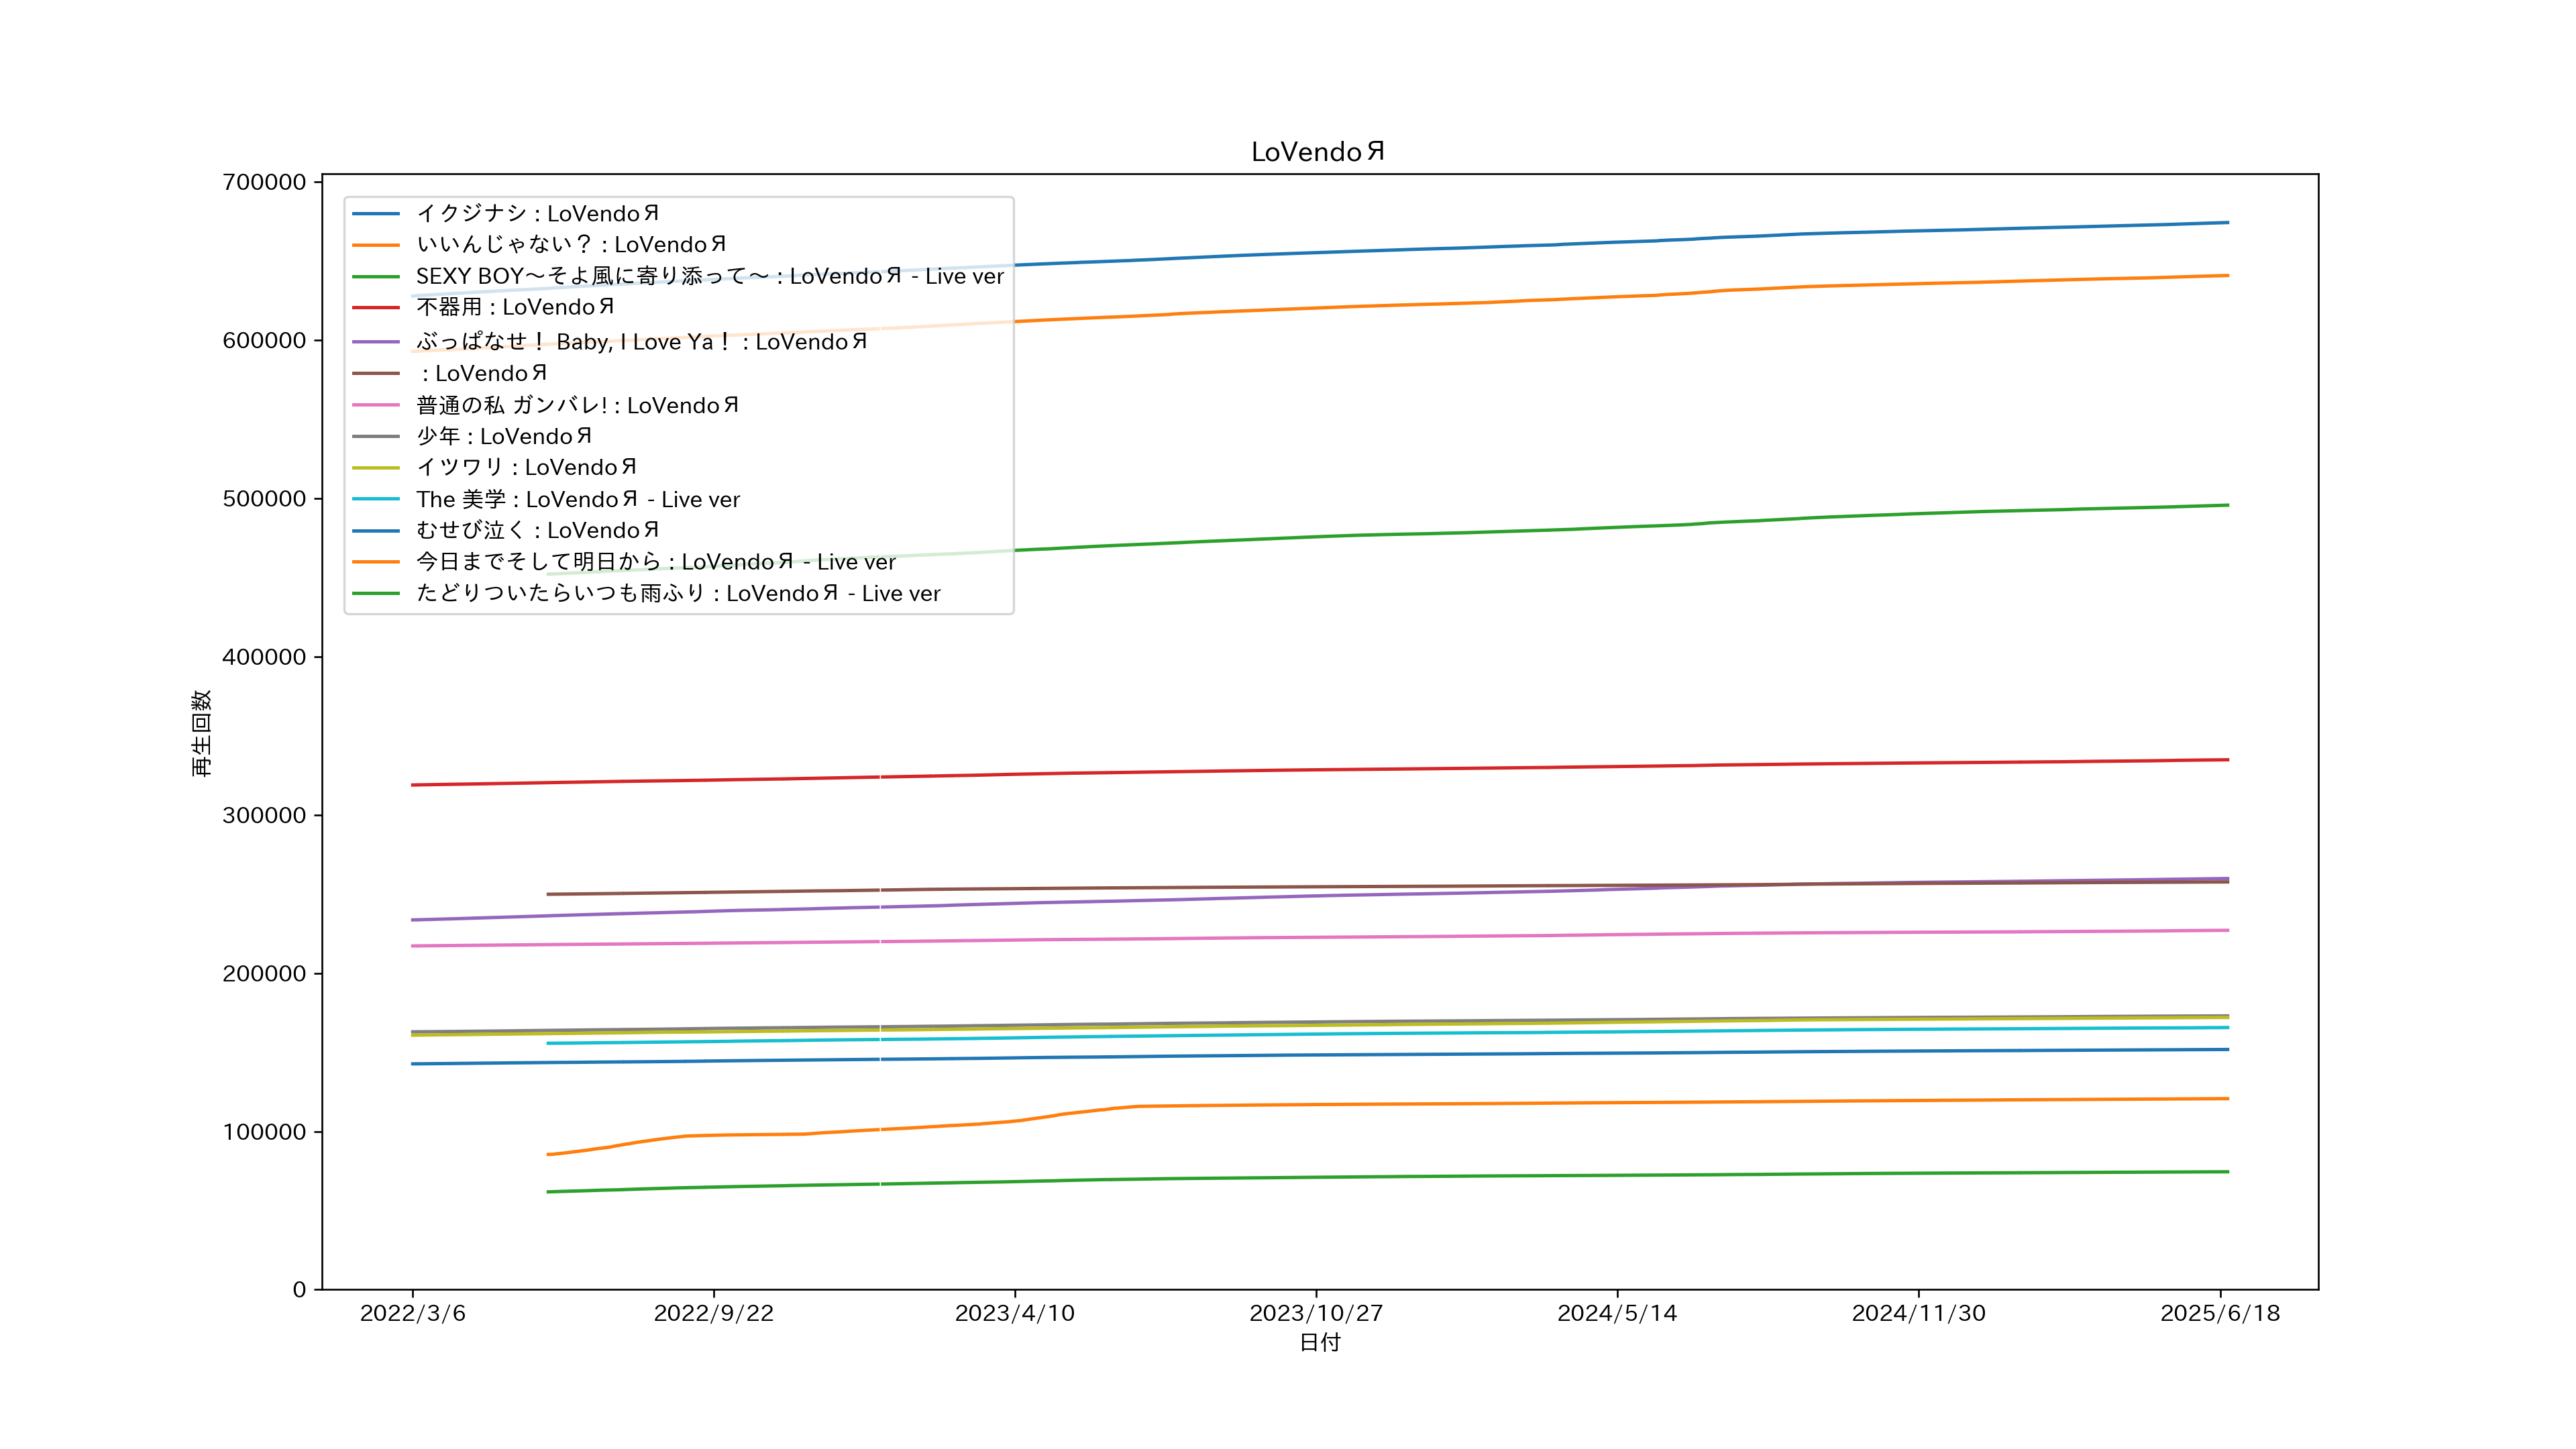 LoVendoЯ
700000
600000
500000
400000
300000
200000
100000
0
再生回数
イクジナシ : LoVendoЯ
いいんじゃない？ : LoVendoЯ
SEXY BOY～そよ風に寄り添って～ : LoVendoЯ - Live ver
不器用 : LoVendoЯ
ぶっぱなせ！ Baby, I Love Ya！ : LoVendoЯ
: LoVendoЯ
普通の私 ガンバレ! : LoVendoЯ
少年 : LoVendoЯ
イツワリ : LoVendoЯ
The 美学 : LoVendoЯ - Live ver
むせび泣く : LoVendoЯ
今日までそして明日から : LoVendoЯ - Live ver
たどりついたらいつも雨ふり : LoVendoЯ - Live ver
2022/3/6 2022/9/22 2023/4/10 2023/10/27 2024/5/14 2024/11/30 2025/6/18
日付